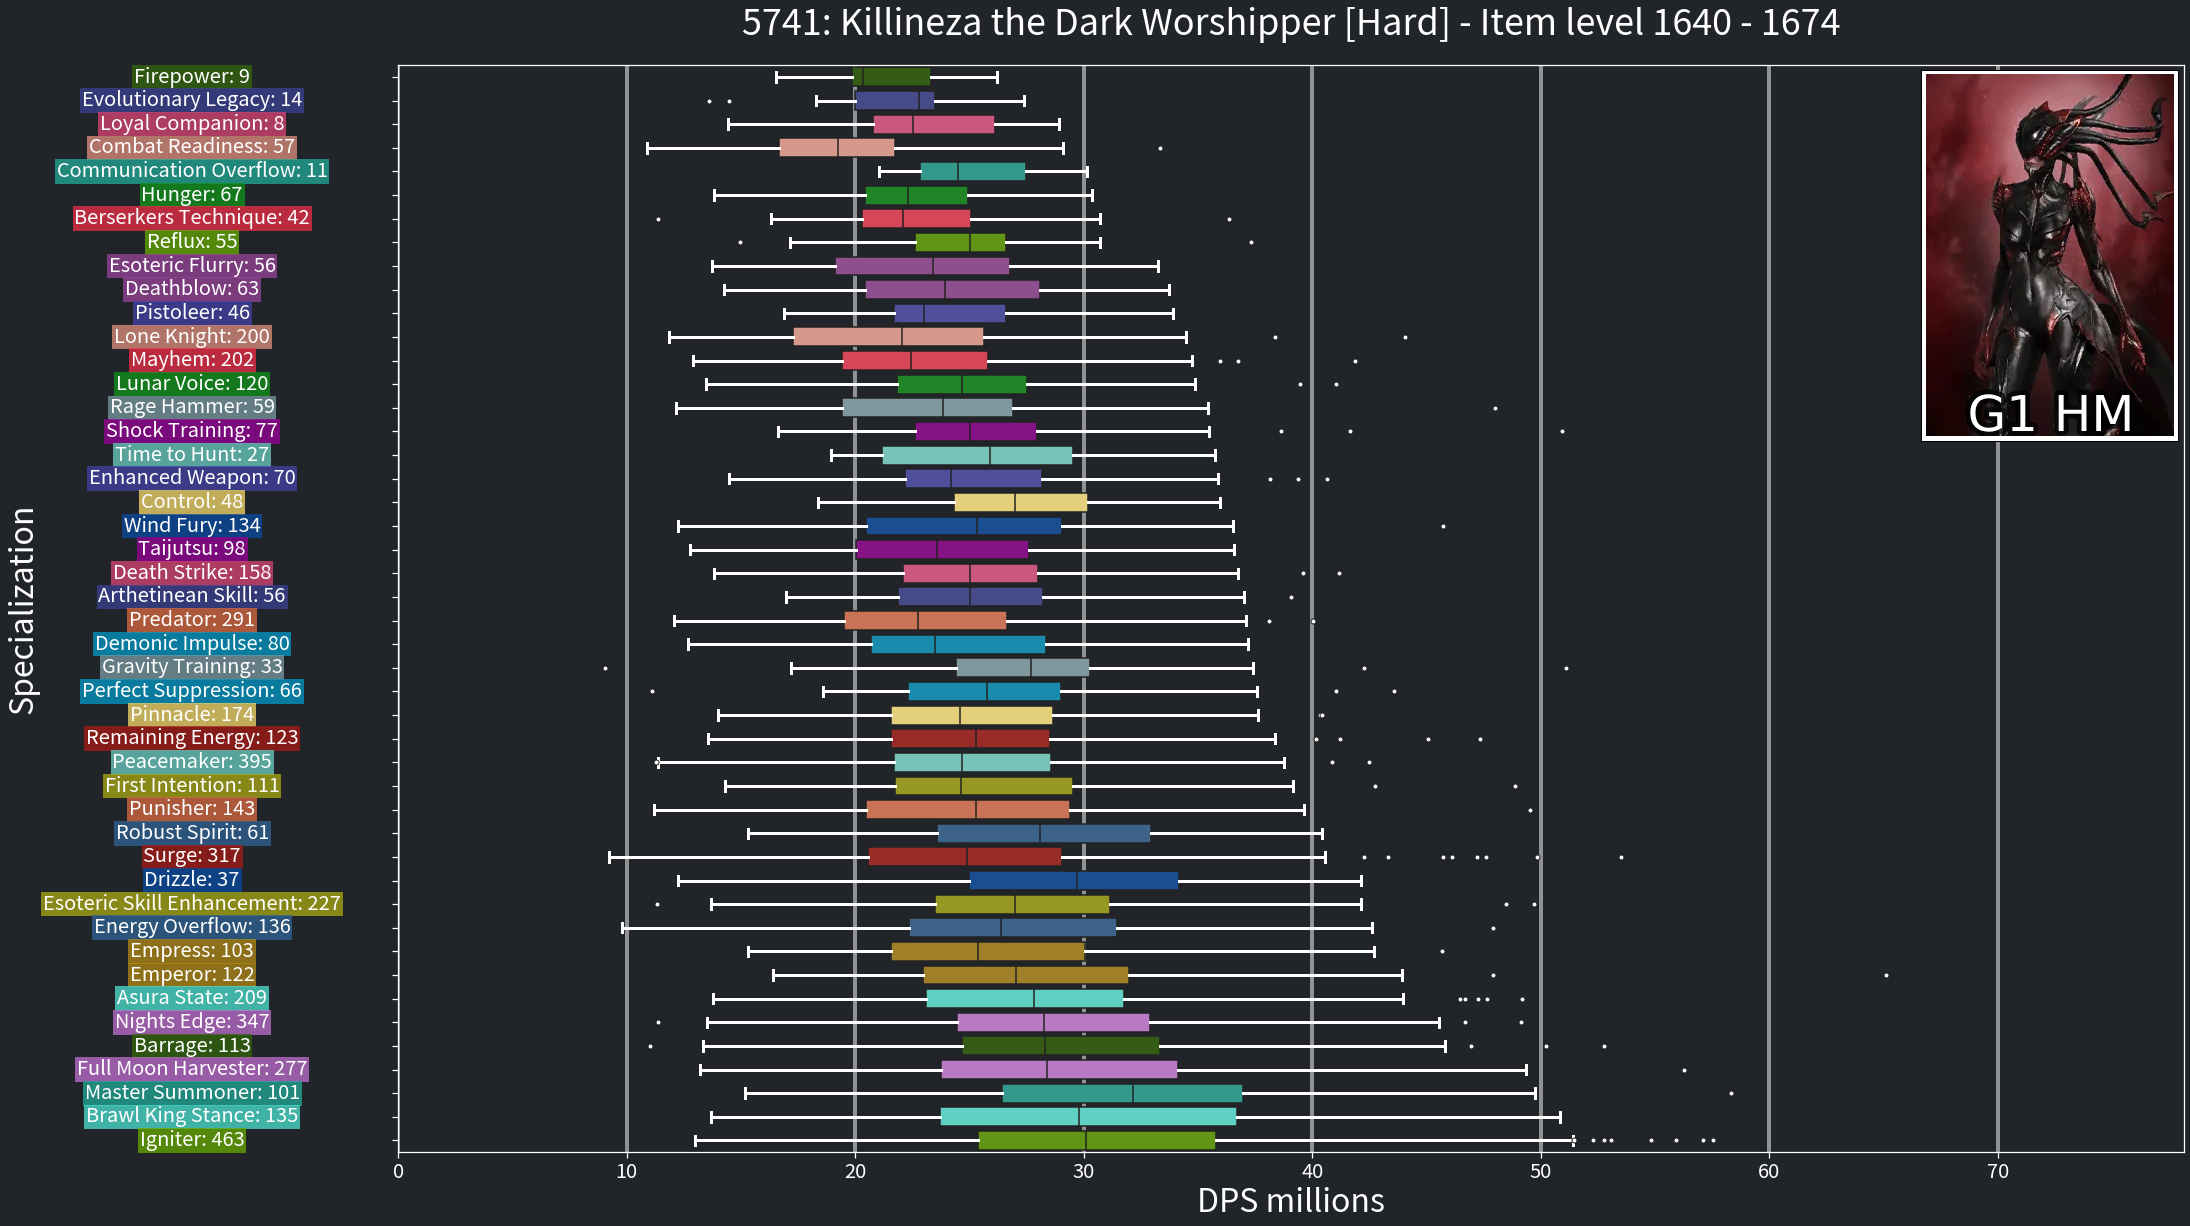 5741: Killineza the Dark Worshipper [Hard] - Item level 1640 - 1674
Firepower: 9
Evolutionary Legacy: 14
Loyal Companion: 8
Combat Readiness: 57
Communication Overflow: 11
Hunger: 67
Berserkers Technique: 42
Reflux: 55
Esoteric Flurry: 56
Deathblow: 63
Pistoleer: 46
Lone Knight: 200
Mayhem: 202
Lunar Voice: 120
Rage Hammer: 59
Shock Training: 77
Time to Hunt: 27
Enhanced Weapon: 70
Control: 48
Wind Fury: 134
Taijutsu: 98
Death Strike: 158
Arthetinean Skill: 56
Predator: 291
Demonic Impulse: 80
Gravity Training: 33
Perfect Suppression: 66
Pinnacle: 174
Remaining Energy: 123
Peacemaker: 395
First Intention: 111
Punisher: 143
Robust Spirit: 61
Surge: 317
Drizzle: 37
Esoteric Skill Enhancement: 227
Energy Overflow: 136
Empress: 103
Emperor: 122
Asura State: 209
Nights Edge: 347
Barrage: 113
Full Moon Harvester: 277
Master Summoner: 101
Brawl King Stance: 135
Igniter: 463
Specialization
G1 HM
0 10 20 30 40 50 60 70
DPS millions